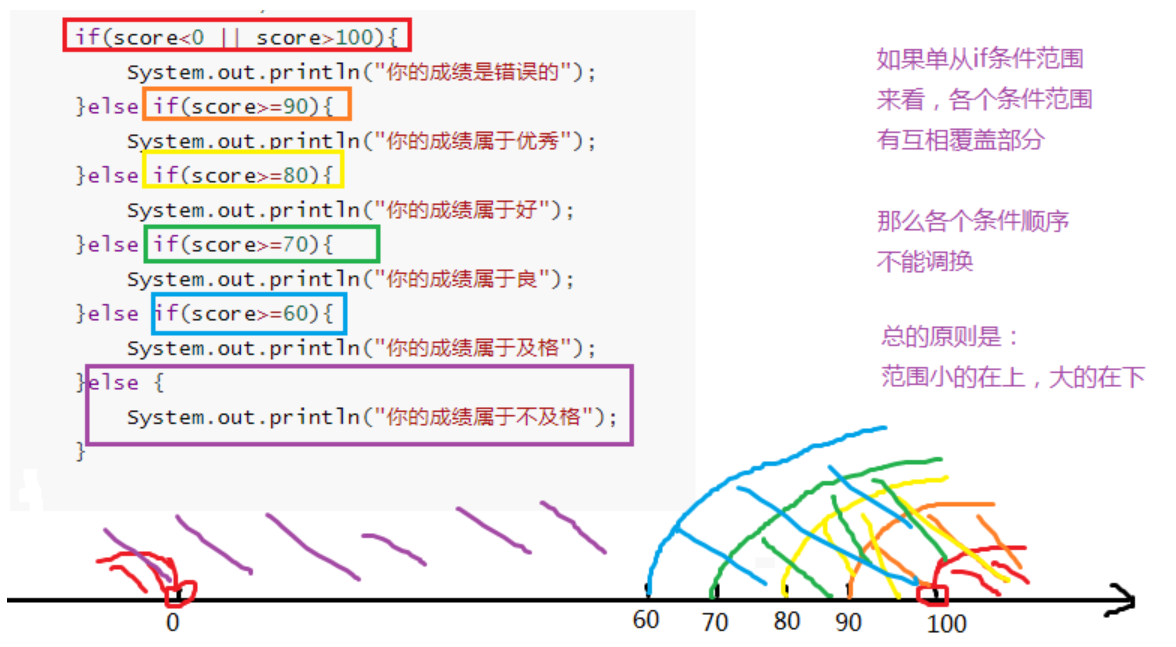 if(score<0 || score>100){
System.out.println("你的成绩是错误的");
}else if(score>=90){
System.out.println("你的成绩属于优秀");
}else if(score>=80){
System.out.println("你的成绩属于好");
}else if(score>=70){
System.out.println("你的成绩属于良");
}else if(score>=60){
System.out.println("你的成绩属于及格");
}else {
System.out.println("你的成绩属于不及格");
}
如果单从if条件范围
来看，各个条件范围
有互相覆盖部分
那么各个条件顺序
不能调换
总的原则是：
范围小的在上，大的在下
0 60 70 80 90 100